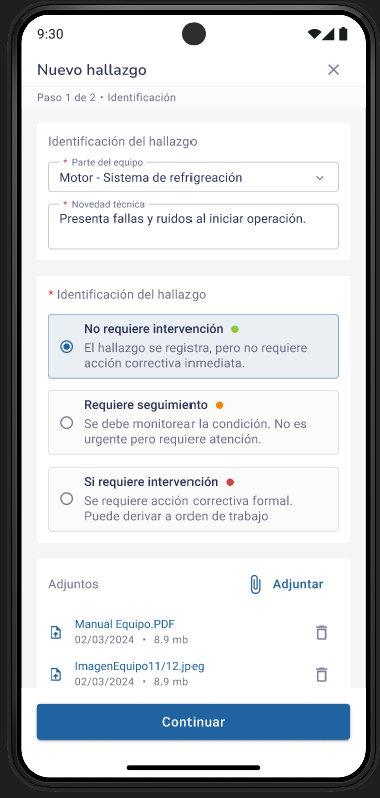 9:30
Nuevo hallazgo
Paso 1 de 2 • Identificación
Identificación del hallazgo
* Parte del equipo
Motor - Sistema de refrigreación
* Novedad técnica
Presenta fallas y ruidos al iniciar operación.
* Identificación del hallazgo
No requiere intervención
El hallazgo se registra, pero no requiere
acción correctiva inmediata.
Requiere seguimiento
Se debe monitorear la condición. No es
urgente pero requiere atención.
Si requiere intervención
Se requiere acción correctiva formal.
Puede derivar a orden de trabajo
Adjuntos
Adjuntar
Manual Equipo.PDF
02/03/2024 • 8.9 mb
ImagenEquipo11/12.jpeg
02/03/2024 • 8.9 mb
Continuar